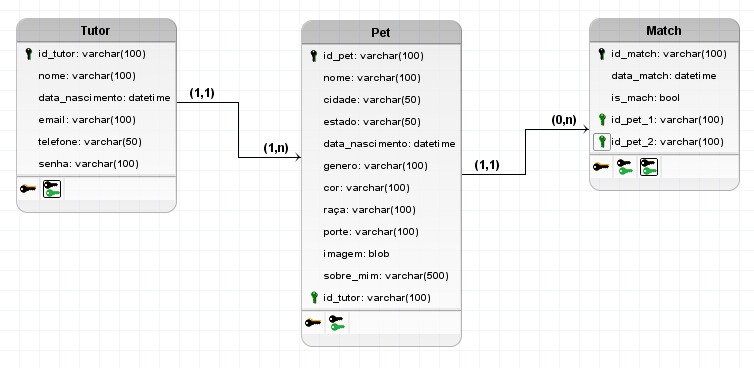 Tutor
id_tutor: varchar(100)
nome: varchar(100)
data_nascimento: datetime
email: varchar(100)
telefone: varchar(50)
senha: varchar(100)
(1,1)
(1,n)
Pet
id_pet: varchar(100)
nome: varchar(100)
cidade: varchar(50)
estado: varchar(50)
data_nascimento: datetime
genero: varchar(100)
cor: varchar(100)
raça: varchar(100)
porte: varchar(100)
imagem: blob
sobre_mim: varchar(500)
id_tutor: varchar(100)
(1,1)
(0,n)
Match
id_match: varchar(100)
data_match: datetime
is_mach: bool
id_pet_1: varchar(100)
id_pet_2: varchar(100)